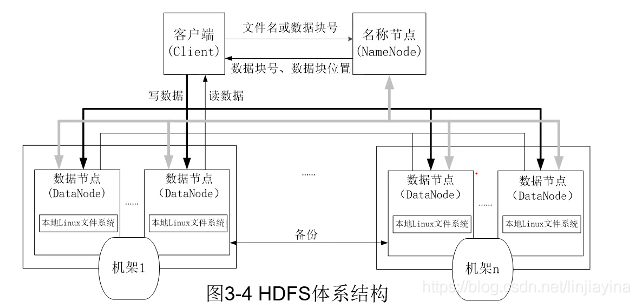 客户端
(Client)
文件名或数据块号
名称节点
(NameNode)
数据块号、数据块位置
写数据
读数据
数据节点
(DataNode)
......
数据节点
(DataNode)
......
数据节点
(DataNode)
......
数据节点
(DataNode)
本地Linux文件系统
本地Linux文件系统
本地Linux文件系统
本地Linux文件系统
备份
机架1
机架n
图3-4 HDFS体系结构
https://blog.csdn.net/linjiayina